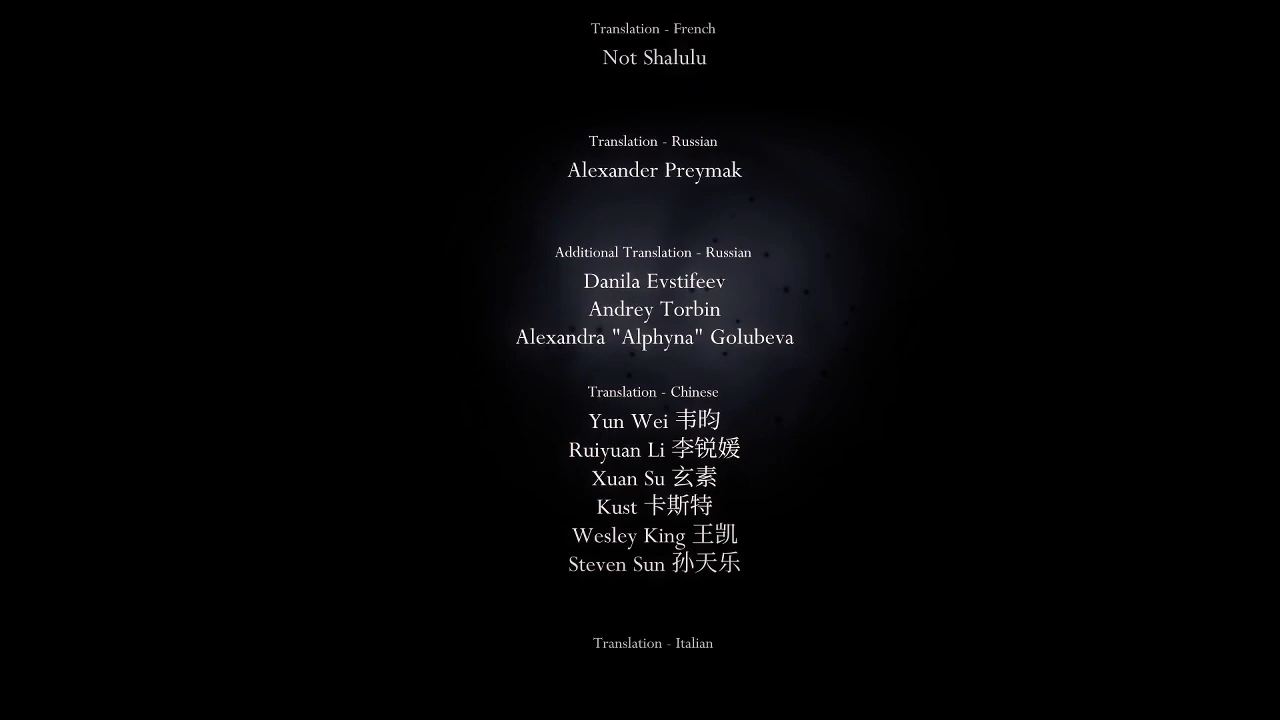 Translation - French
Not Shalulu
Translation - Russian
Alexander Preymak
Additional Translation - Russian
Danila Evstifeev
Andrey Torbin
Alexandra "Alphyna" Golubeva
Translation - Chinese
Yun Wei 韦昀
Ruiyuan Li 李锐媛
Xuan Su 玄素
Kust 卡斯特
Wesley King 王凯
Steven Sun 孙天乐
Translation - Italian